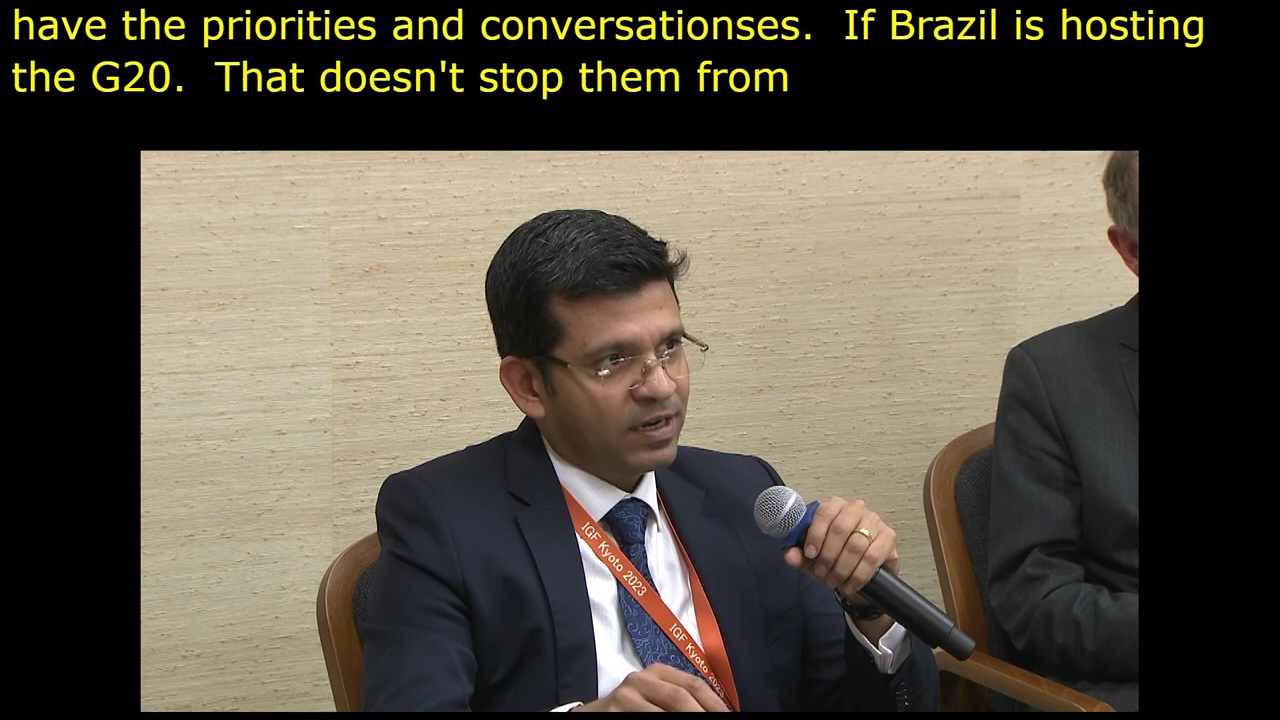 have the priorities and conversationses.  If Brazil is hosting
the G20.  That doesn't stop them from
IGF Kyoto 2023
IGF Kyoto 2023